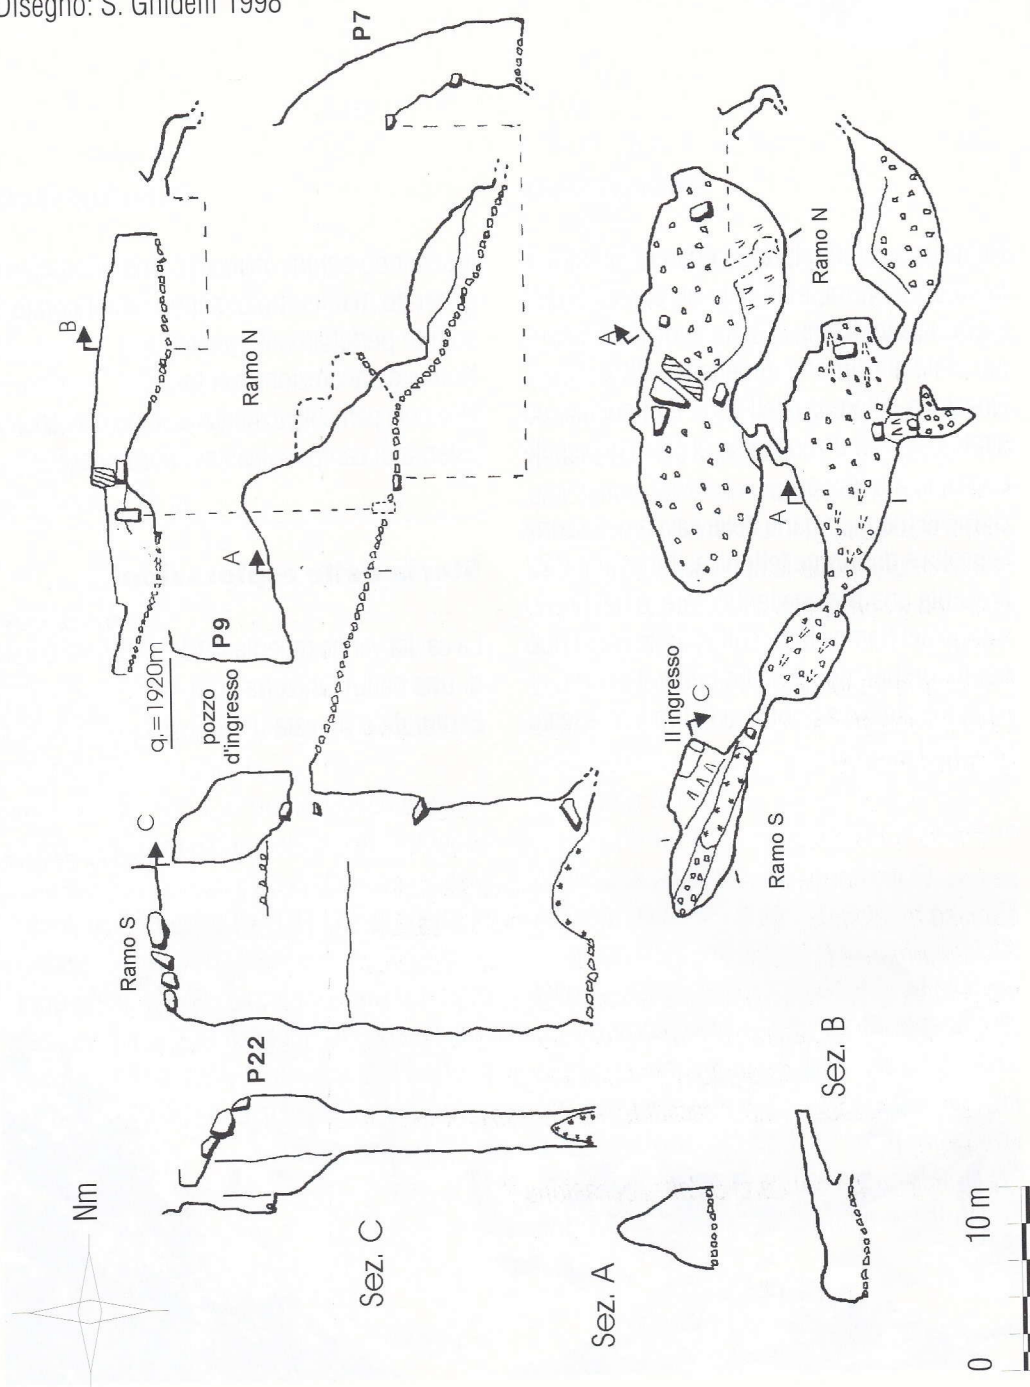 Disegno: S. Ghidelli 1998
P7
B
Ramo N
A
P9
q.=1920m
pozzo
d'ingresso
C
Ramo S
P22
Nm
Sez. C
Sez. A
Sez. B
A
Ramo N
A
II ingresso
C
Ramo S
0
10 m